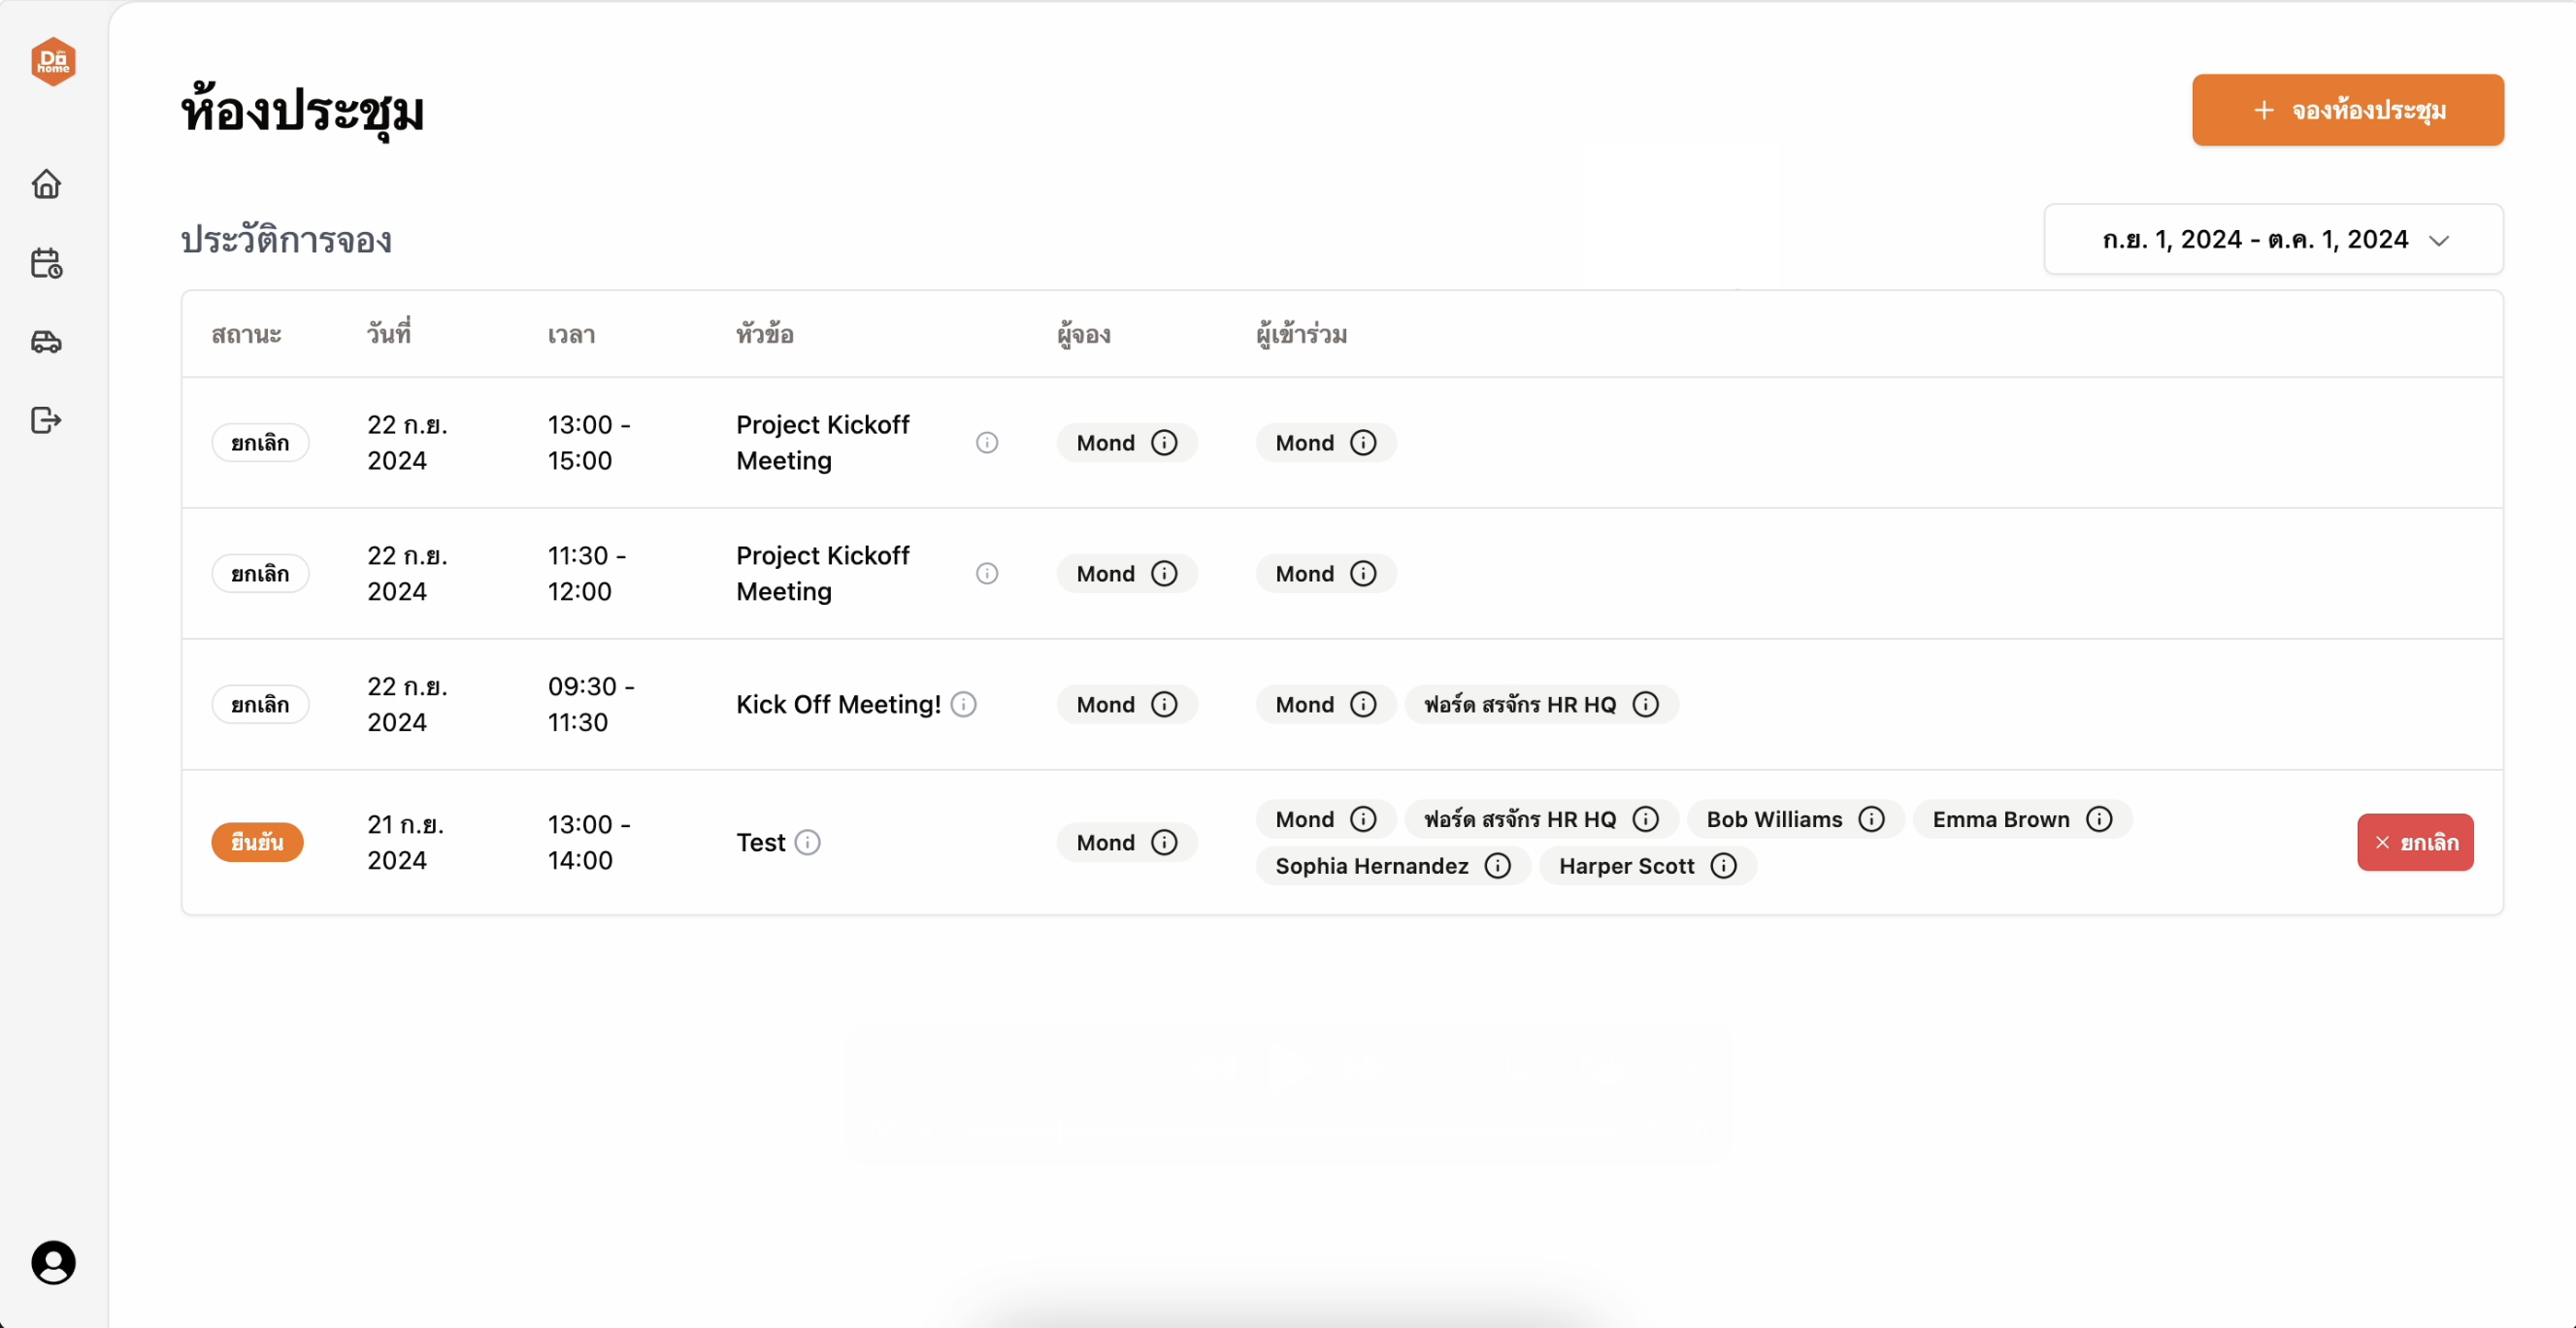 Do home
ห้องประชุม
+ จองห้องประชุม
ประวัติการจอง
ก.ย. 1, 2024 - ต.ค. 1, 2024
สถานะ วันที่ เวลา หัวข้อ ผู้จอง ผู้เข้าร่วม
ยกเลิก 22 ก.ย. 2024 13:00 - 15:00 Project Kickoff Meeting Mond Mond
ยกเลิก 22 ก.ย. 2024 11:30 - 12:00 Project Kickoff Meeting Mond Mond
ยกเลิก 22 ก.ย. 2024 09:30 - 11:30 Kick Off Meeting! Mond Mond ฟอร์ด สรจักร HR HQ
ยืนยัน 21 ก.ย. 2024 13:00 - 14:00 Test Mond Mond ฟอร์ด สรจักร HR HQ Bob Williams Emma Brown
Sophia Hernandez Harper Scott
× ยกเลิก